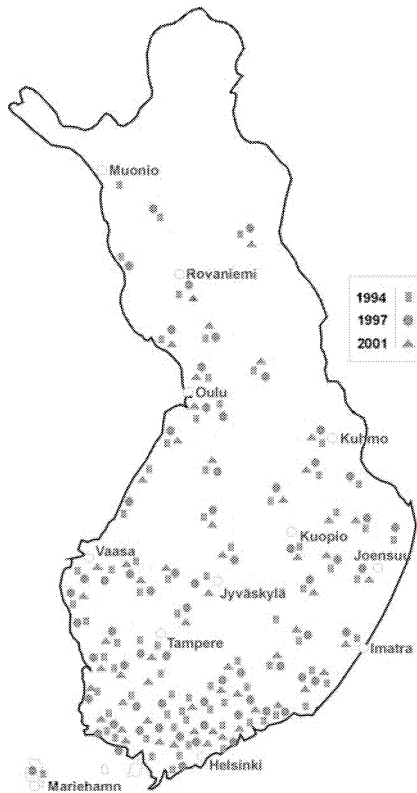 Muonio
Rovaniemi
1994
1997
2001
Oulu
Kuhmo
Kuopio
Vaasa
Joensuu
Jyväskylä
Tampere
Imatra
Helsinki
Mariehamn